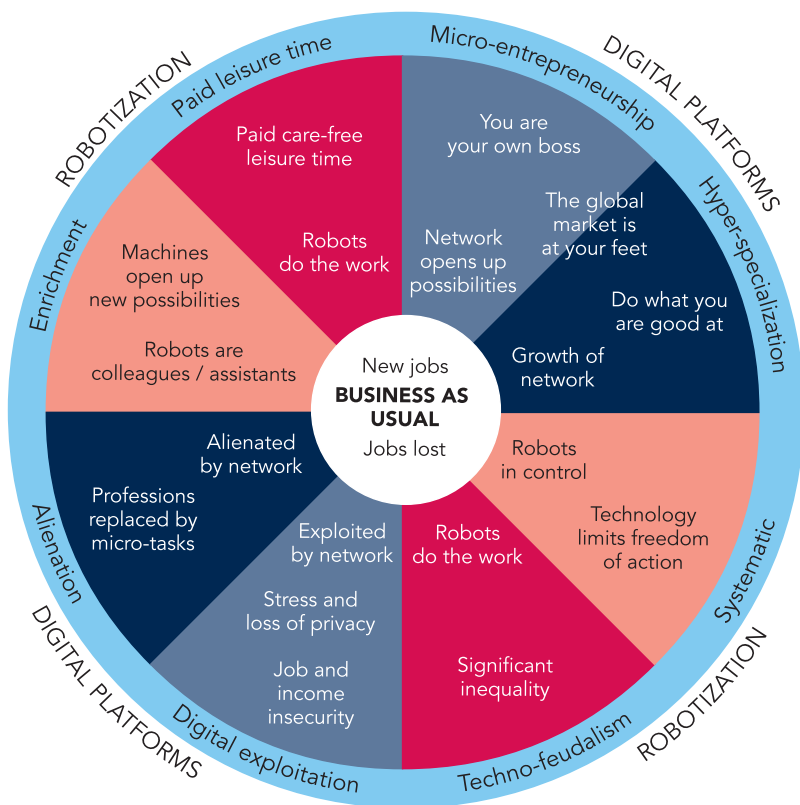 ROBOTIZATION
Paid leisure time
Paid care-free
leisure time
Robots
do the work
Micro-entrepreneurship
DIGITAL PLATFORMS
You are
your own boss
Network
opens up
possibilities
The global
market is
at your feet
Hyper-specialization
Do what you
are good at
Growth of
network
Enrichment
Machines
open up
new possibilities
Robots are
colleagues / assistants
New jobs
BUSINESS AS
USUAL
Jobs lost
Robots
in control
Technology
limits freedom
of action
Systematic
ROBOTIZATION
Robots
do the work
Significant
inequality
Techno-feudalism
Alienated
by network
Professions
replaced by
micro-tasks
Alienation
DIGITAL PLATFORMS
Exploited
by network
Stress and
loss of privacy
Job and
income
insecurity
Digital exploitation